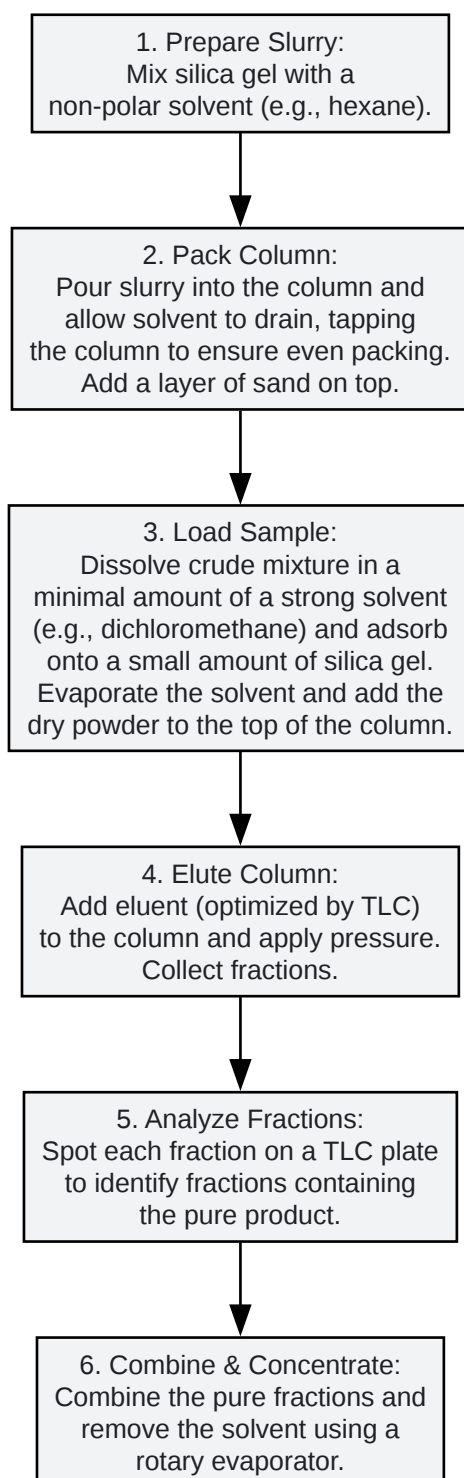 1. Prepare Slurry:
Mix silica gel with a
non-polar solvent (e.g., hexane).
2. Pack Column:
Pour slurry into the column and
allow solvent to drain, tapping
the column to ensure even packing.
Add a layer of sand on top.
3. Load Sample:
Dissolve crude mixture in a
minimal amount of a strong solvent
(e.g., dichloromethane) and adsorb
onto a small amount of silica gel.
Evaporate the solvent and add the
dry powder to the top of the column.
4. Elute Column:
Add eluent (optimized by TLC)
to the column and apply pressure.
Collect fractions.
5. Analyze Fractions:
Spot each fraction on a TLC plate
to identify fractions containing
the pure product.
6. Combine & Concentrate:
Combine the pure fractions and
remove the solvent using a
rotary evaporator.